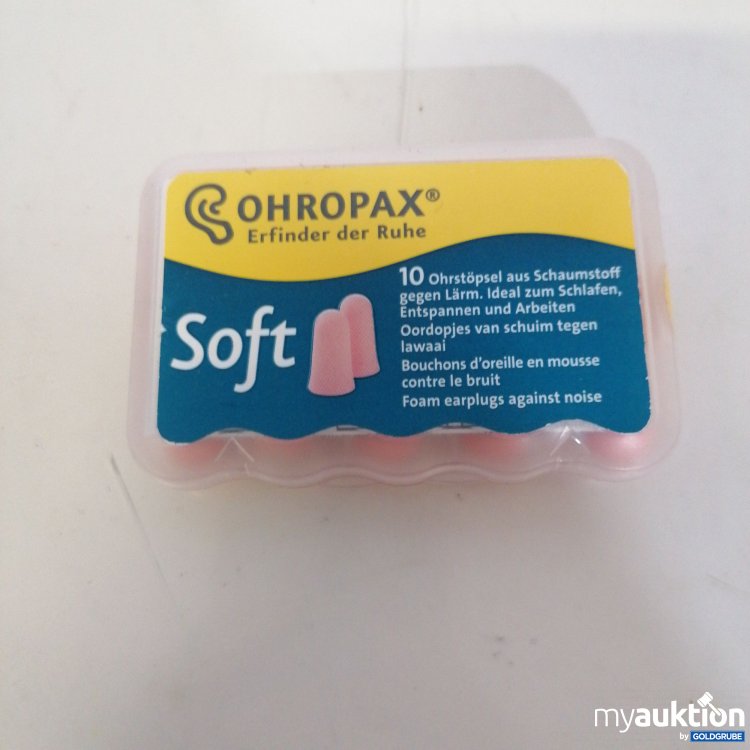 OHROPAX®
Erfinder der Ruhe
Soft
10 Ohrstöpsel aus Schaumstoff
gegen Lärm. Ideal zum Schlafen,
Entspannen und Arbeiten
Oordopjes van schuim tegen
lawaai
Bouchons d'oreille en mousse
contre le bruit
Foam earplugs against noise
myauktion
by GOLDGRUBE